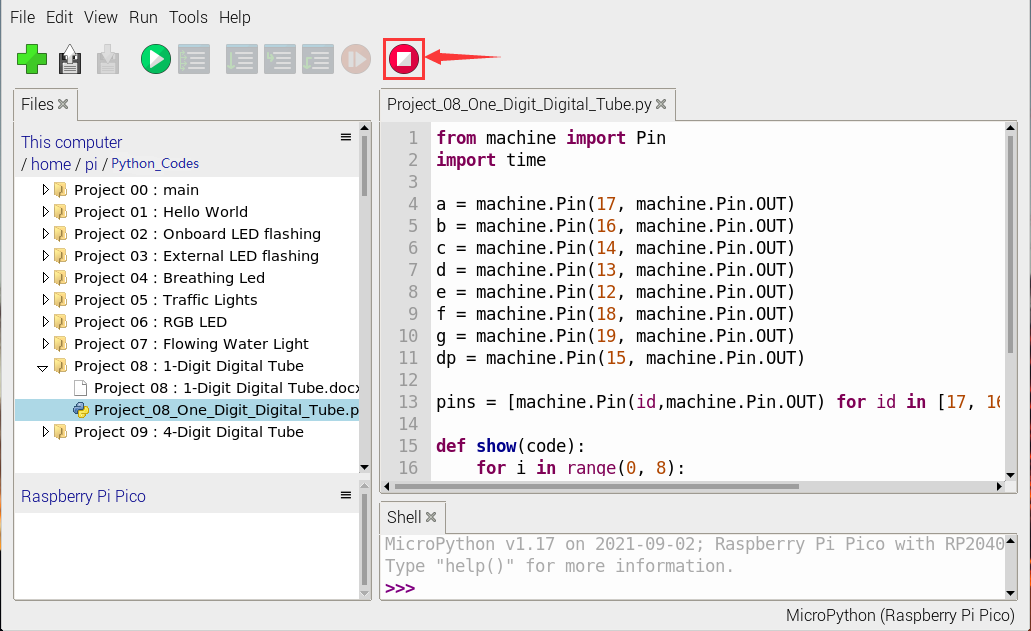 File Edit View Run Tools Help
Files
This computer
/ home / pi / Python_Codes
Project 00 : main
Project 01 : Hello World
Project 02 : Onboard LED flashing
Project 03 : External LED flashing
Project 04 : Breathing Led
Project 05 : Traffic Lights
Project 06 : RGB LED
Project 07 : Flowing Water Light
Project 08 : 1-Digit Digital Tube
Project 08 : 1-Digit Digital Tube.docx
Project_08_One_Digit_Digital_Tube.p
Project 09 : 4-Digit Digital Tube
Raspberry Pi Pico
Project_08_One_Digit_Digital_Tube.py
1 from machine import Pin
2 import time
3
4 a = machine.Pin(17, machine.Pin.OUT)
5 b = machine.Pin(16, machine.Pin.OUT)
6 c = machine.Pin(14, machine.Pin.OUT)
7 d = machine.Pin(13, machine.Pin.OUT)
8 e = machine.Pin(12, machine.Pin.OUT)
9 f = machine.Pin(18, machine.Pin.OUT)
10 g = machine.Pin(19, machine.Pin.OUT)
11 dp = machine.Pin(15, machine.Pin.OUT)
12
13 pins = [machine.Pin(id,machine.Pin.OUT) for id in [17, 16
14
15 def show(code):
16 for i in range(0, 8):
Shell
MicroPython v1.17 on 2021-09-02; Raspberry Pi Pico with RP2040
Type "help()" for more information.
>>>
MicroPython (Raspberry Pi Pico)